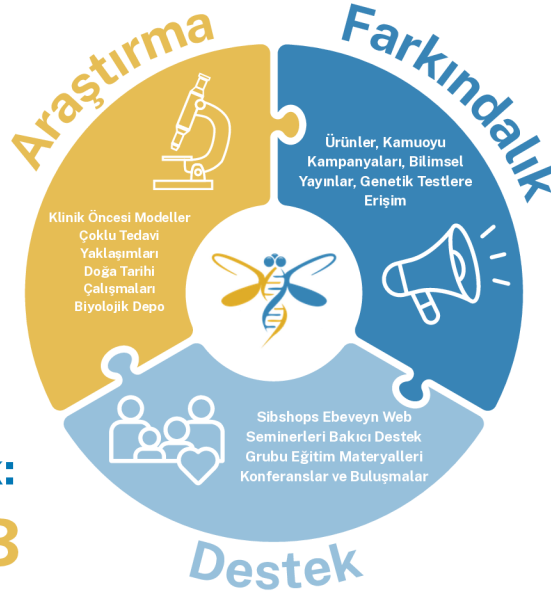 Araştırma
Farkındalık
Ürünler, Kamuoyu
Kampanyaları, Bilimsel
Yayınlar, Genetik Testlere
Erişim
Klinik Öncesi Modeller
Çoklu Tedavi
Yaklaşımları
Doğa Tarihi
Çalışmaları
Biyolojik Depo
Sibshops Ebeveyn Web
Seminerleri Bakıcı Destek
Grubu Eğitim Materyalleri
Konferanslar ve Buluşmalar
Destek